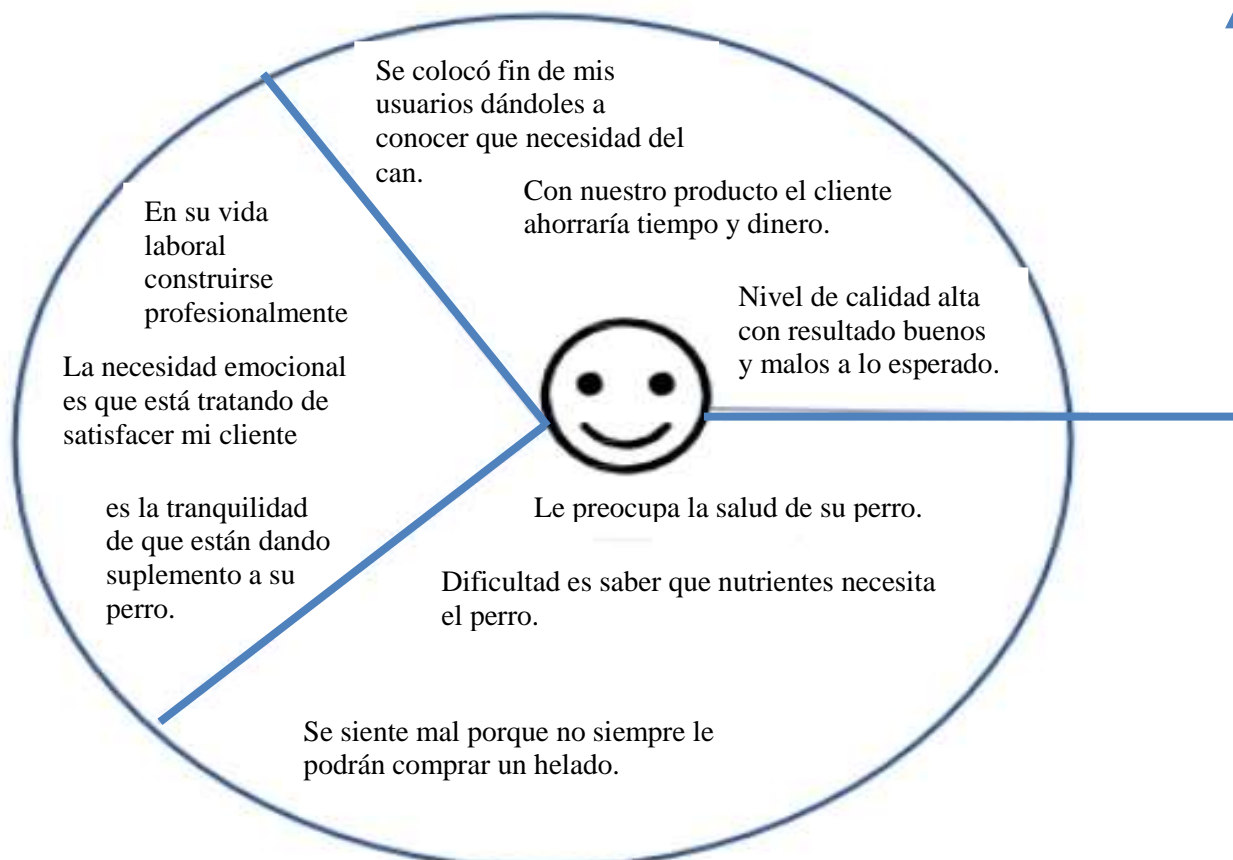 Se colocó fin de mis
usuarios dándoles a
conocer que necesidad del
can.
Con nuestro producto el cliente
ahorraría tiempo y dinero.
Nivel de calidad alta
con resultado buenos
y malos a lo esperado.
En su vida
laboral
construirse
profesionalmente
La necesidad emocional
es que está tratando de
satisfacer mi cliente
es la tranquilidad
de que están dando
suplemento a su
perro.
Le preocupa la salud de su perro.
Dificultad es saber que nutrientes necesita
el perro.
Se siente mal porque no siempre le
podrán comprar un helado.